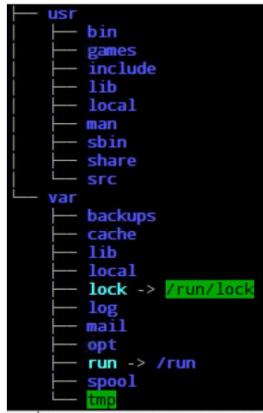 ├── usr
│   ├── bin
│   ├── games
│   ├── include
│   ├── lib
│   ├── local
│   ├── man
│   ├── sbin
│   ├── share
│   └── src
└── var
    ├── backups
    ├── cache
    ├── lib
    ├── local
    ├── lock -> /run/lock
    ├── log
    ├── mail
    ├── opt
    ├── run -> /run
    ├── spool
    └── tmp